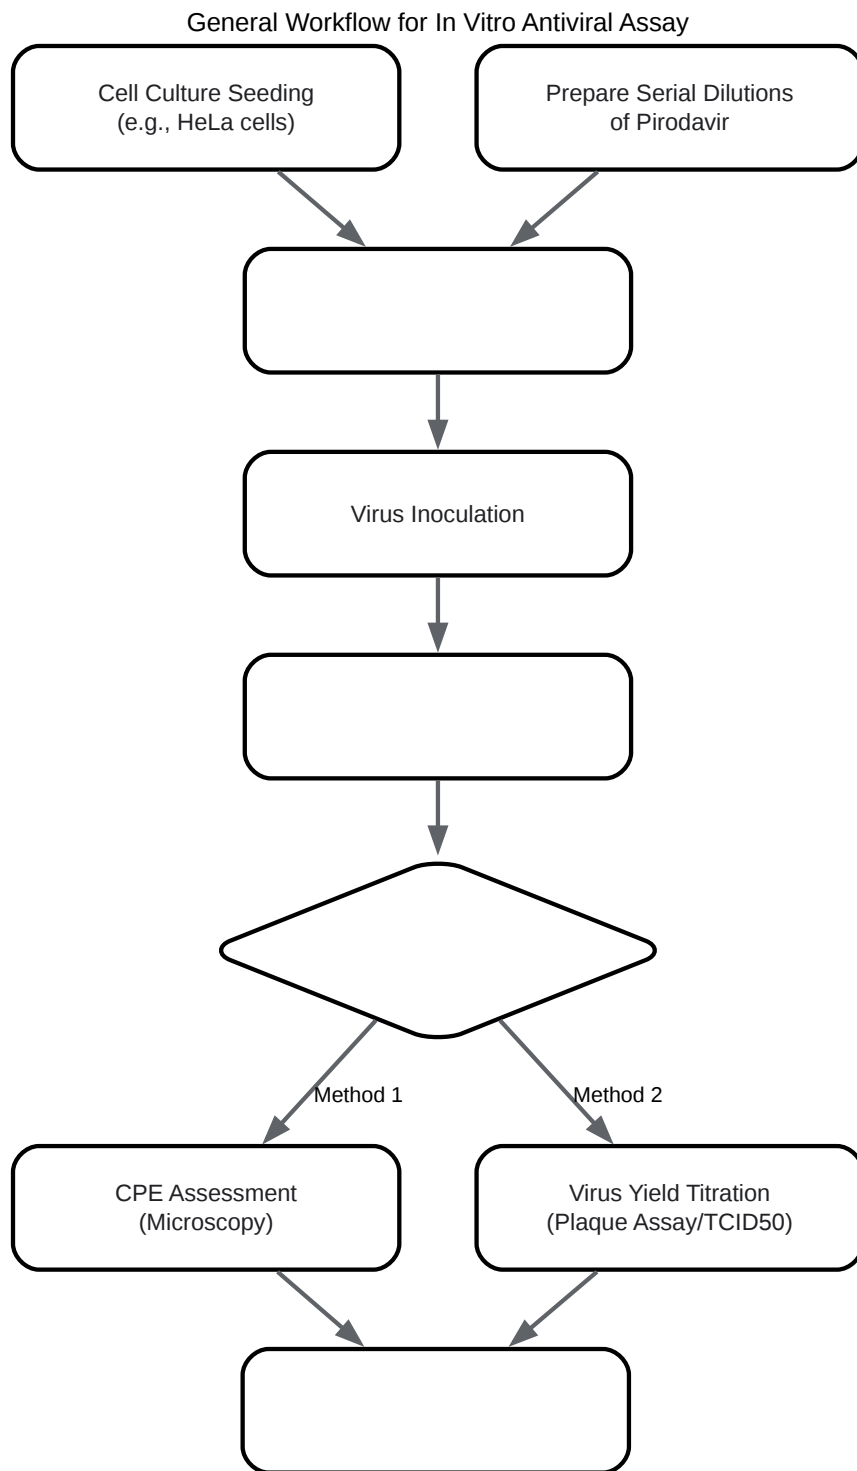 General Workflow for In Vitro Antiviral Assay
Cell Culture Seeding
(e.g., HeLa cells)
Prepare Serial Dilutions
of Pirodavir
Virus Inoculation
Method 1
Method 2
CPE Assessment
(Microscopy)
Virus Yield Titration
(Plaque Assay/TCID50)